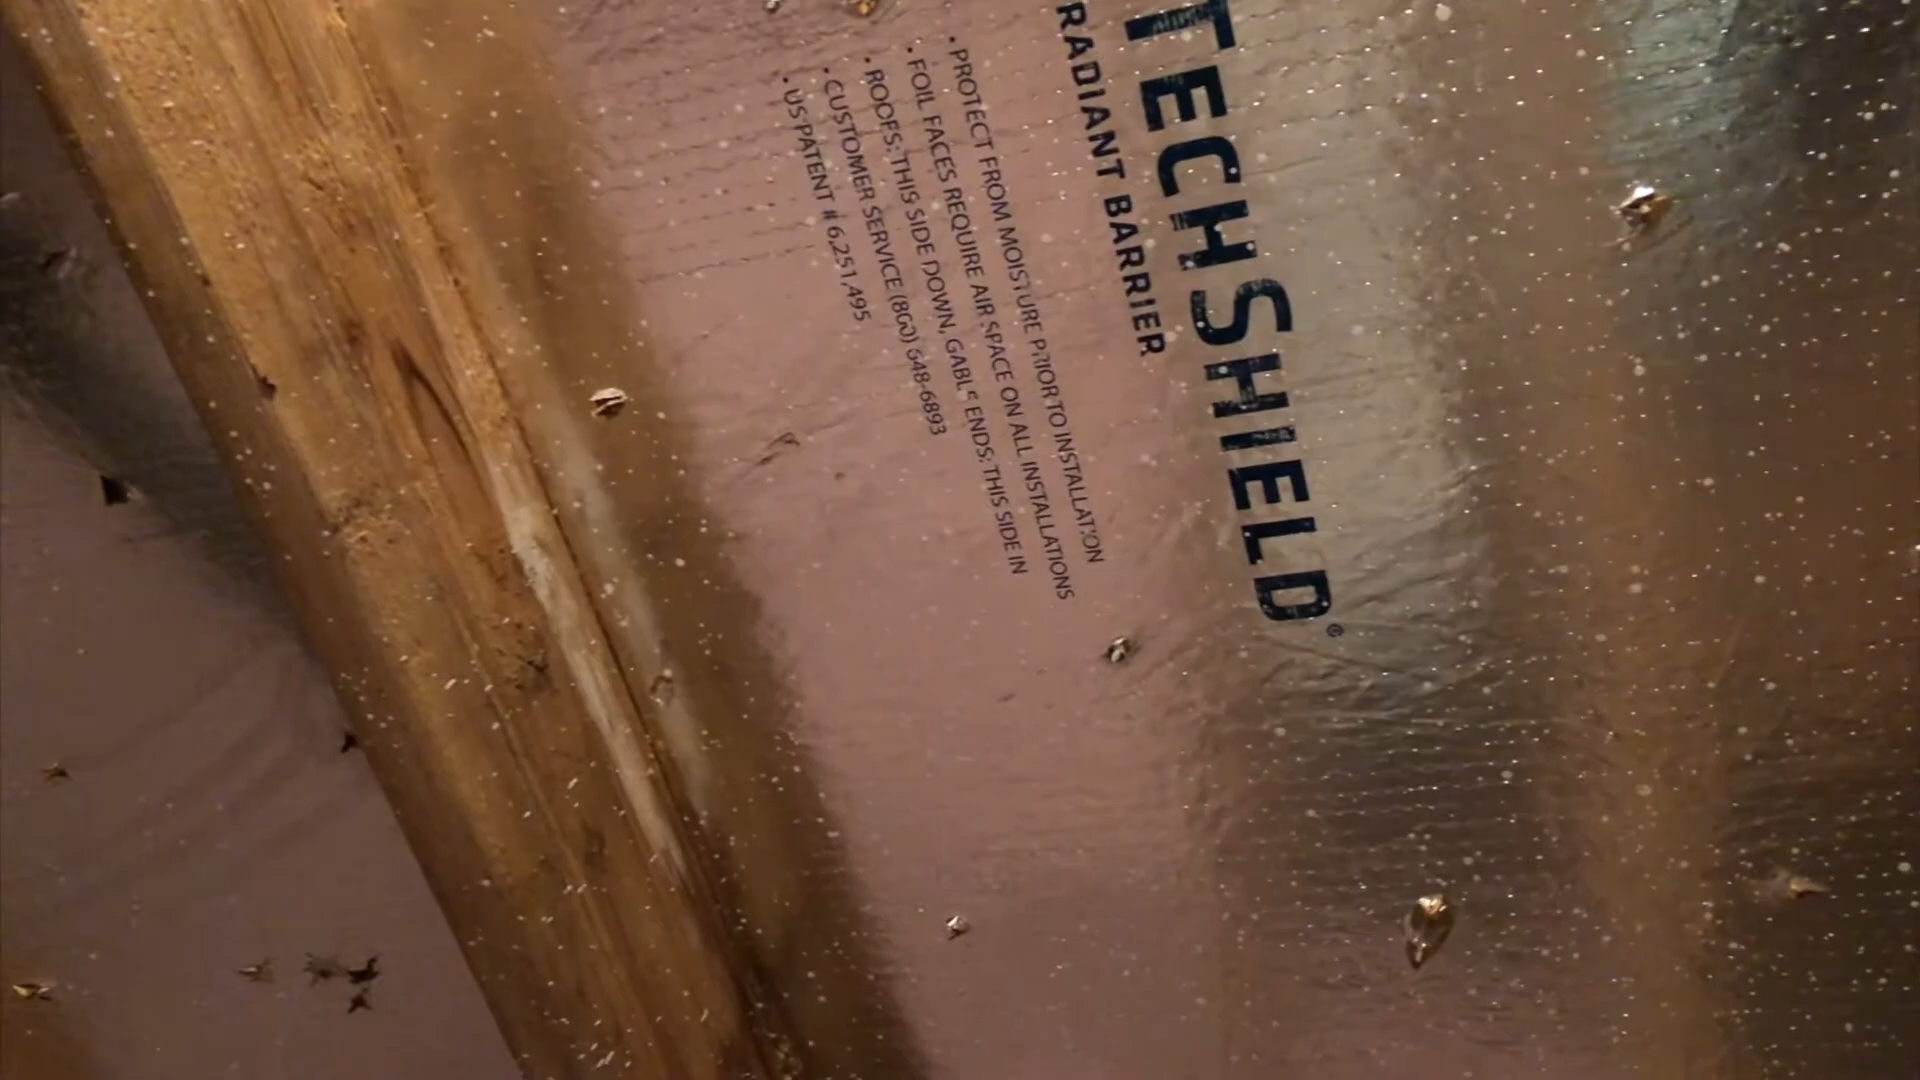 TECHSHIELD®
RADIANT BARRIER
• PROTECT FROM MOISTURE PRIOR TO INSTALLATION
• FOIL FACES REQUIRE AIR SPACE ON ALL INSTALLATIONS
• ROOFS: THIS SIDE DOWN, GABLE ENDS: THIS SIDE IN
• CUSTOMER SERVICE (800) 648-6893
• US PATENT # 6,251,495